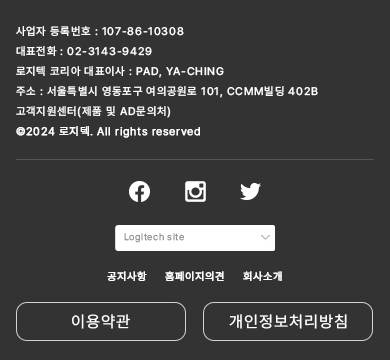 사업자 등록번호 : 107-86-10308
대표전화 : 02-3143-9429
로지텍 코리아 대표이사 : PAD, YA-CHING
주소 : 서울특별시 영등포구 여의공원로 101, CCMM빌딩 402B
고객지원센터(제품 및 AD문의처)
©2024 로지텍. All rights reserved
Logitech site
공지사항 홈페이지의견 회사소개
이용약관 개인정보처리방침